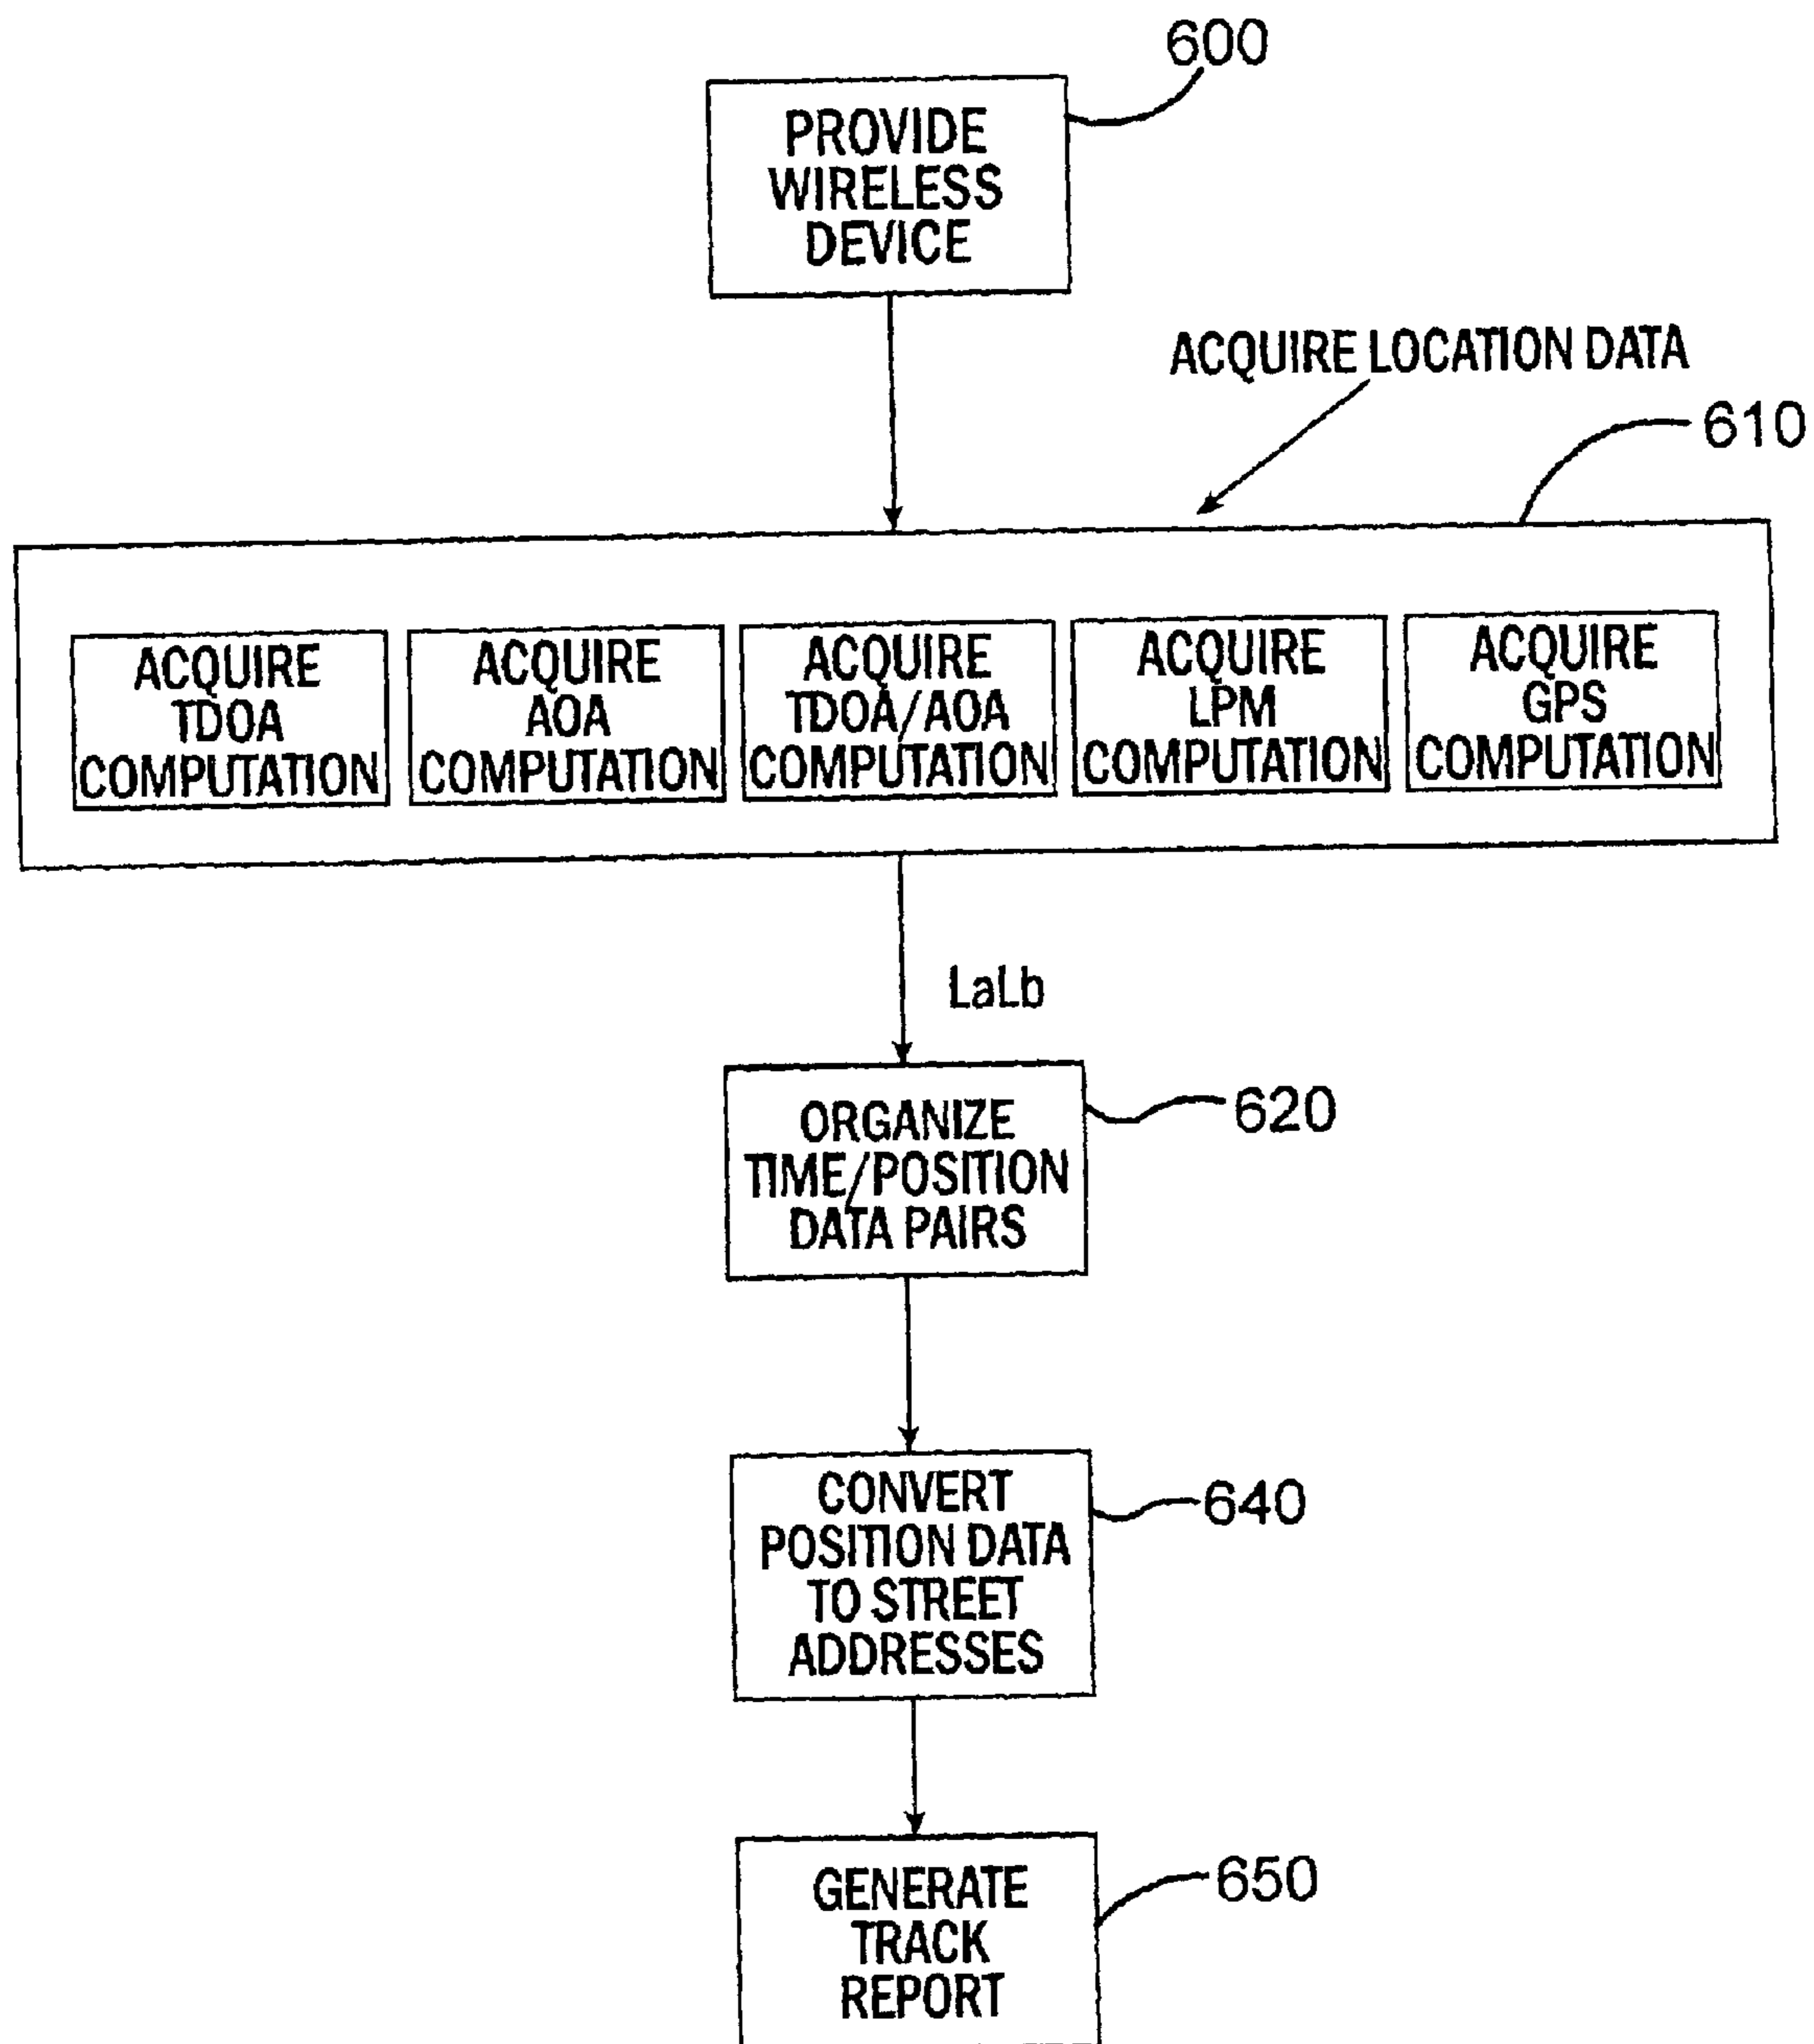 600
PROVIDE
WIRELESS
DEVICE
ACQUIRE LOCATION DATA
610
ACQUIRE
TDOA
COMPUTATION
ACQUIRE
AOA
COMPUTATION
ACQUIRE
TDOA/AOA
COMPUTATION
ACQUIRE
LPM
COMPUTATION
ACQUIRE
GPS
COMPUTATION
LaLb
ORGANIZE
TIME/POSITION
DATA PAIRS
620
CONVERT
POSITION DATA
TO STREET
ADDRESSES
640
GENERATE
TRACK
REPORT
650